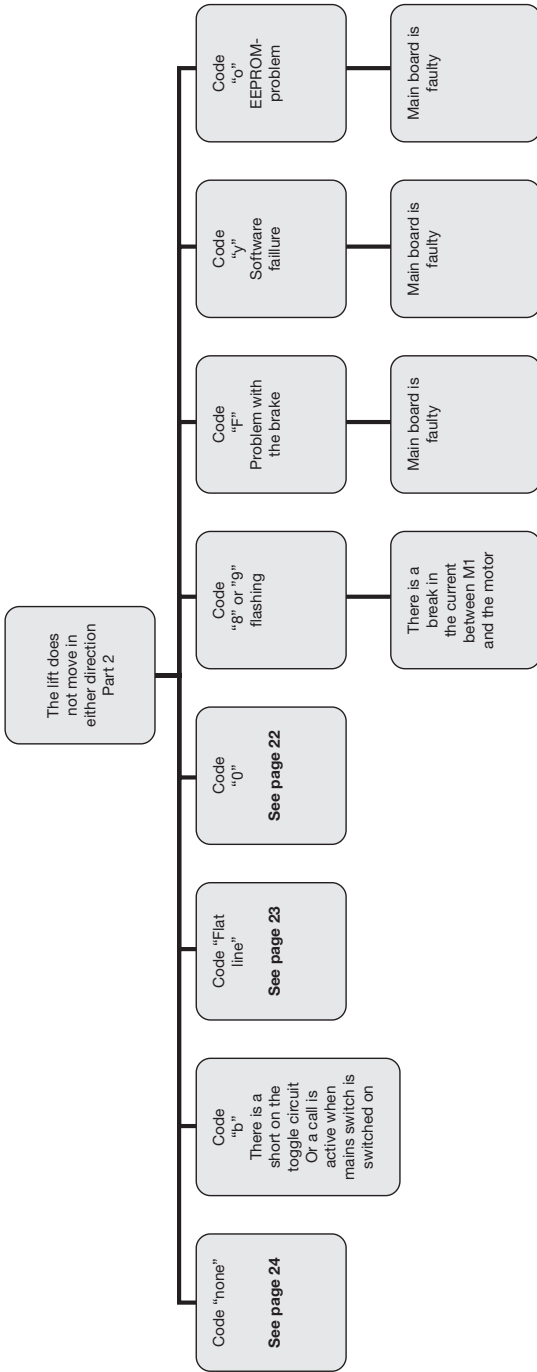 The lift does
not move in
either direction
Part 2
Code “none”
See page 24
Code
“b”
There is a
short on the
toggle circuit
Or a call is
active when
mains switch is
switched on
Code “Flat
line”
See page 23
Code
“0”
See page 22
Code
“8” or ”9”
flashing
There is a
break in
the current
between M1
and the motor
Code
“F”
Problem with
the brake
Main board is
faulty
Code
“y”
Software
faillure
Main board is
faulty
Code
“o”
EEPROM-
problem
Main board is
faulty